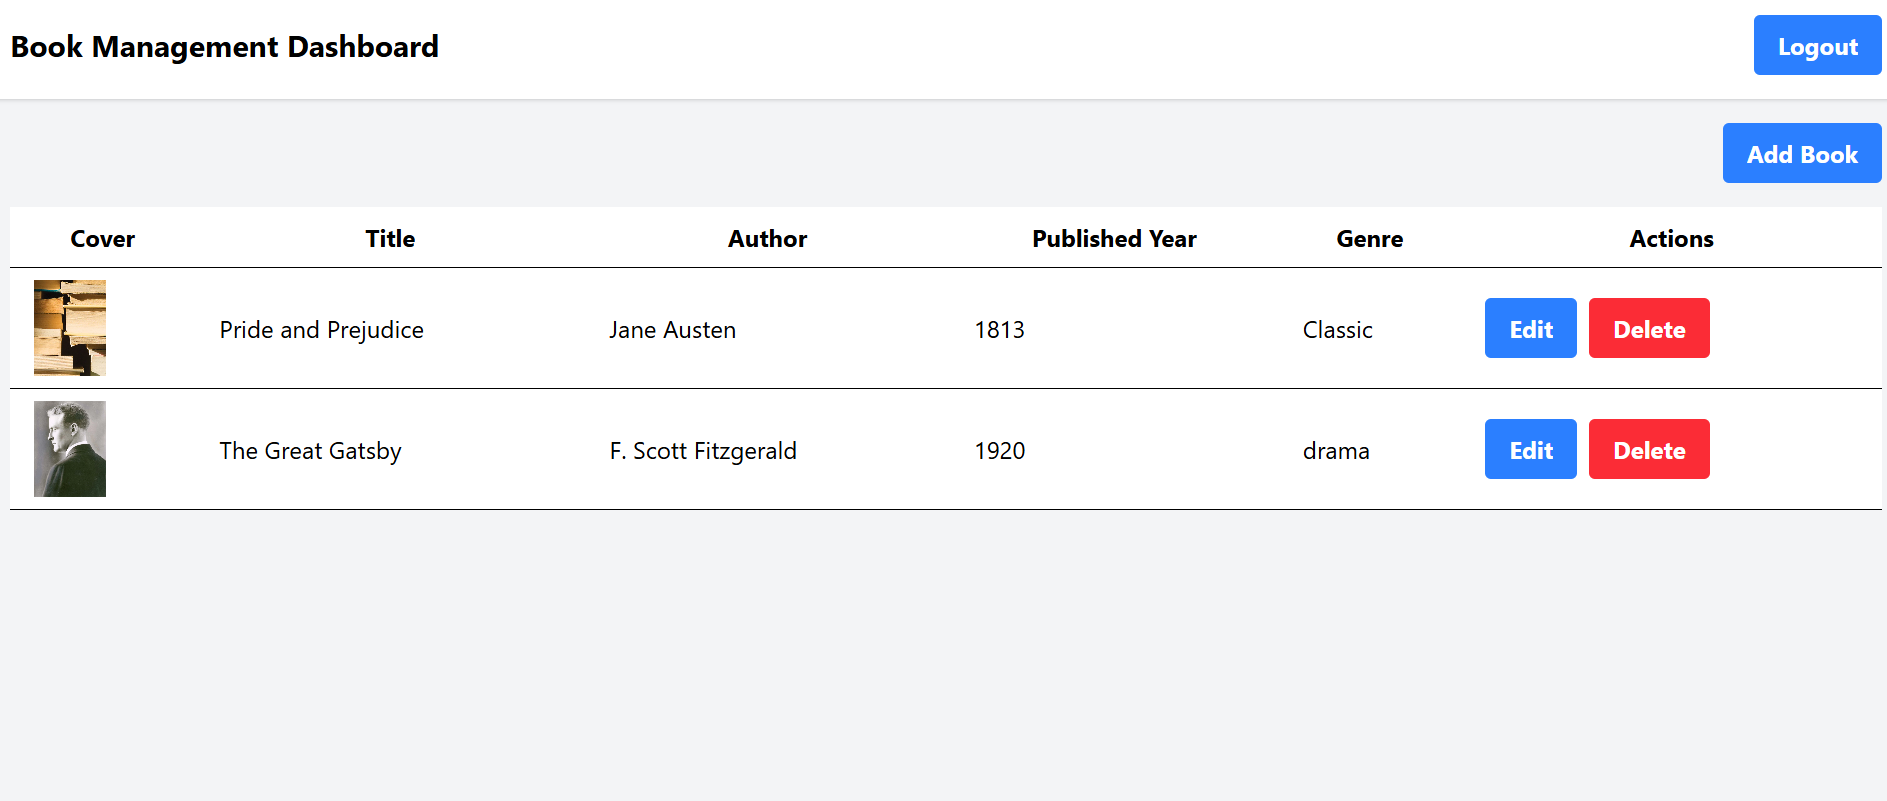 Book Management Dashboard Logout
Add Book
Cover Title Author Published Year Genre Actions
Pride and Prejudice Jane Austen 1813 Classic Edit Delete
The Great Gatsby F. Scott Fitzgerald 1920 drama Edit Delete